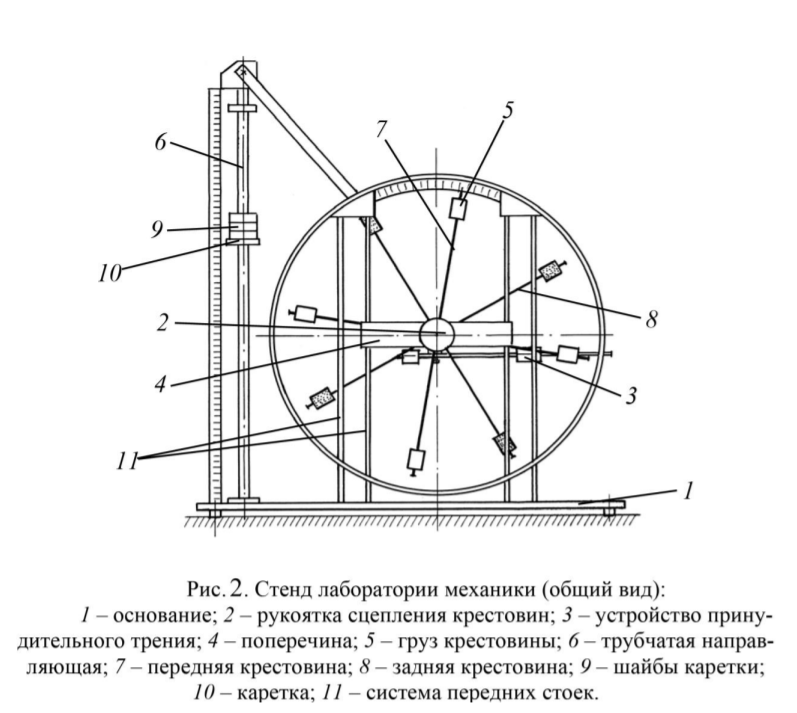 5
7
6
9
10
2
8
4
3
11
1
Рис. 2. Стенд лаборатории механики (общий вид):
1 – основание; 2 – рукоятка сцепления крестовин; 3 – устройство прину-
дительного трения; 4 – поперечина; 5 – груз крестовины; 6 – трубчатая направ-
ляющая; 7 – передняя крестовина; 8 – задняя крестовина; 9 – шайбы каретки;
10 – каретка; 11 – система передних стоек.